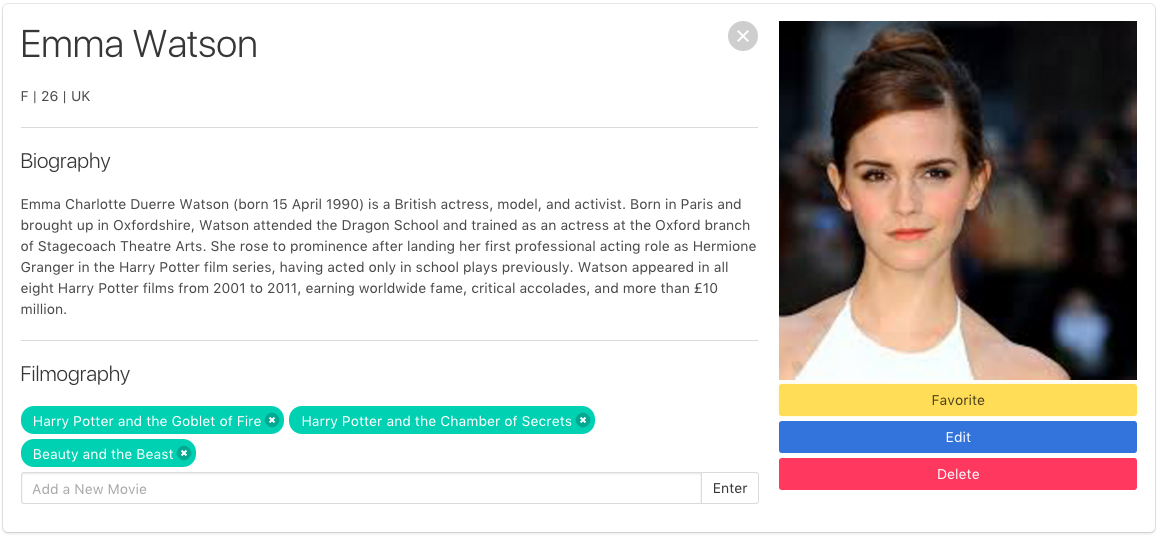 Emma Watson
F | 26 | UK
Biography
Emma Charlotte Duerre Watson (born 15 April 1990) is a British actress, model, and activist. Born in Paris and
brought up in Oxfordshire, Watson attended the Dragon School and trained as an actress at the Oxford branch
of Stagecoach Theatre Arts. She rose to prominence after landing her first professional acting role as Hermione
Granger in the Harry Potter film series, having acted only in school plays previously. Watson appeared in all
eight Harry Potter films from 2001 to 2011, earning worldwide fame, critical accolades, and more than £10
million.
Filmography
Harry Potter and the Goblet of Fire
Harry Potter and the Chamber of Secrets
Beauty and the Beast
Add a New Movie
Enter
Favorite
Edit
Delete